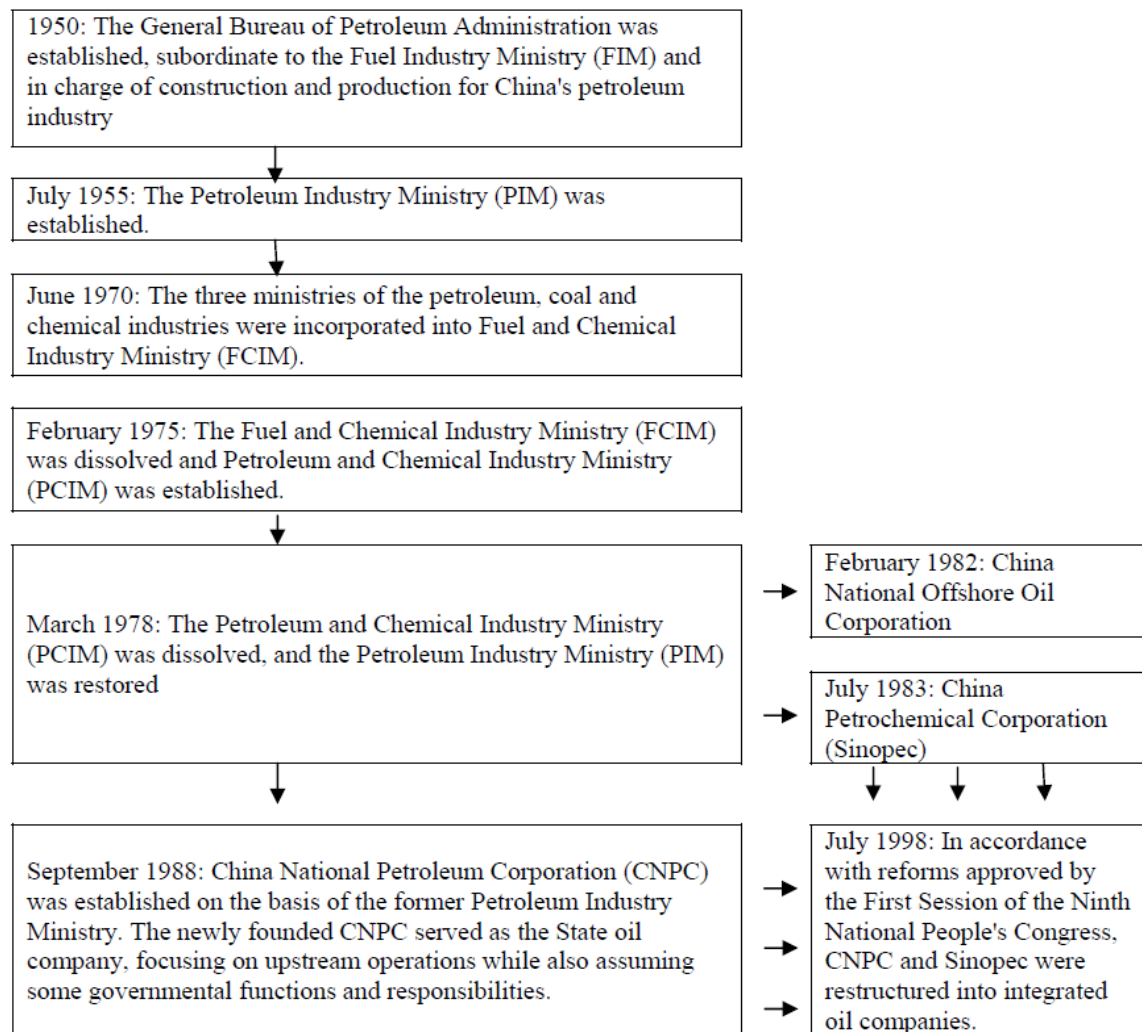 1950: The General Bureau of Petroleum Administration was
established, subordinate to the Fuel Industry Ministry (FIM) and
in charge of construction and production for China's petroleum
industry
July 1955: The Petroleum Industry Ministry (PIM) was
established.
June 1970: The three ministries of the petroleum, coal and
chemical industries were incorporated into Fuel and Chemical
Industry Ministry (FCIM).
February 1975: The Fuel and Chemical Industry Ministry (FCIM)
was dissolved and Petroleum and Chemical Industry Ministry
(PCIM) was established.
March 1978: The Petroleum and Chemical Industry Ministry
(PCIM) was dissolved, and the Petroleum Industry Ministry (PIM)
was restored
February 1982: China
National Offshore Oil
Corporation
July 1983: China
Petrochemical Corporation
(Sinopec)
September 1988: China National Petroleum Corporation (CNPC)
was established on the basis of the former Petroleum Industry
Ministry. The newly founded CNPC served as the State oil
company, focusing on upstream operations while also assuming
some governmental functions and responsibilities.
July 1998: In accordance
with reforms approved by
the First Session of the Ninth
National People's Congress,
CNPC and Sinopec were
restructured into integrated
oil companies.